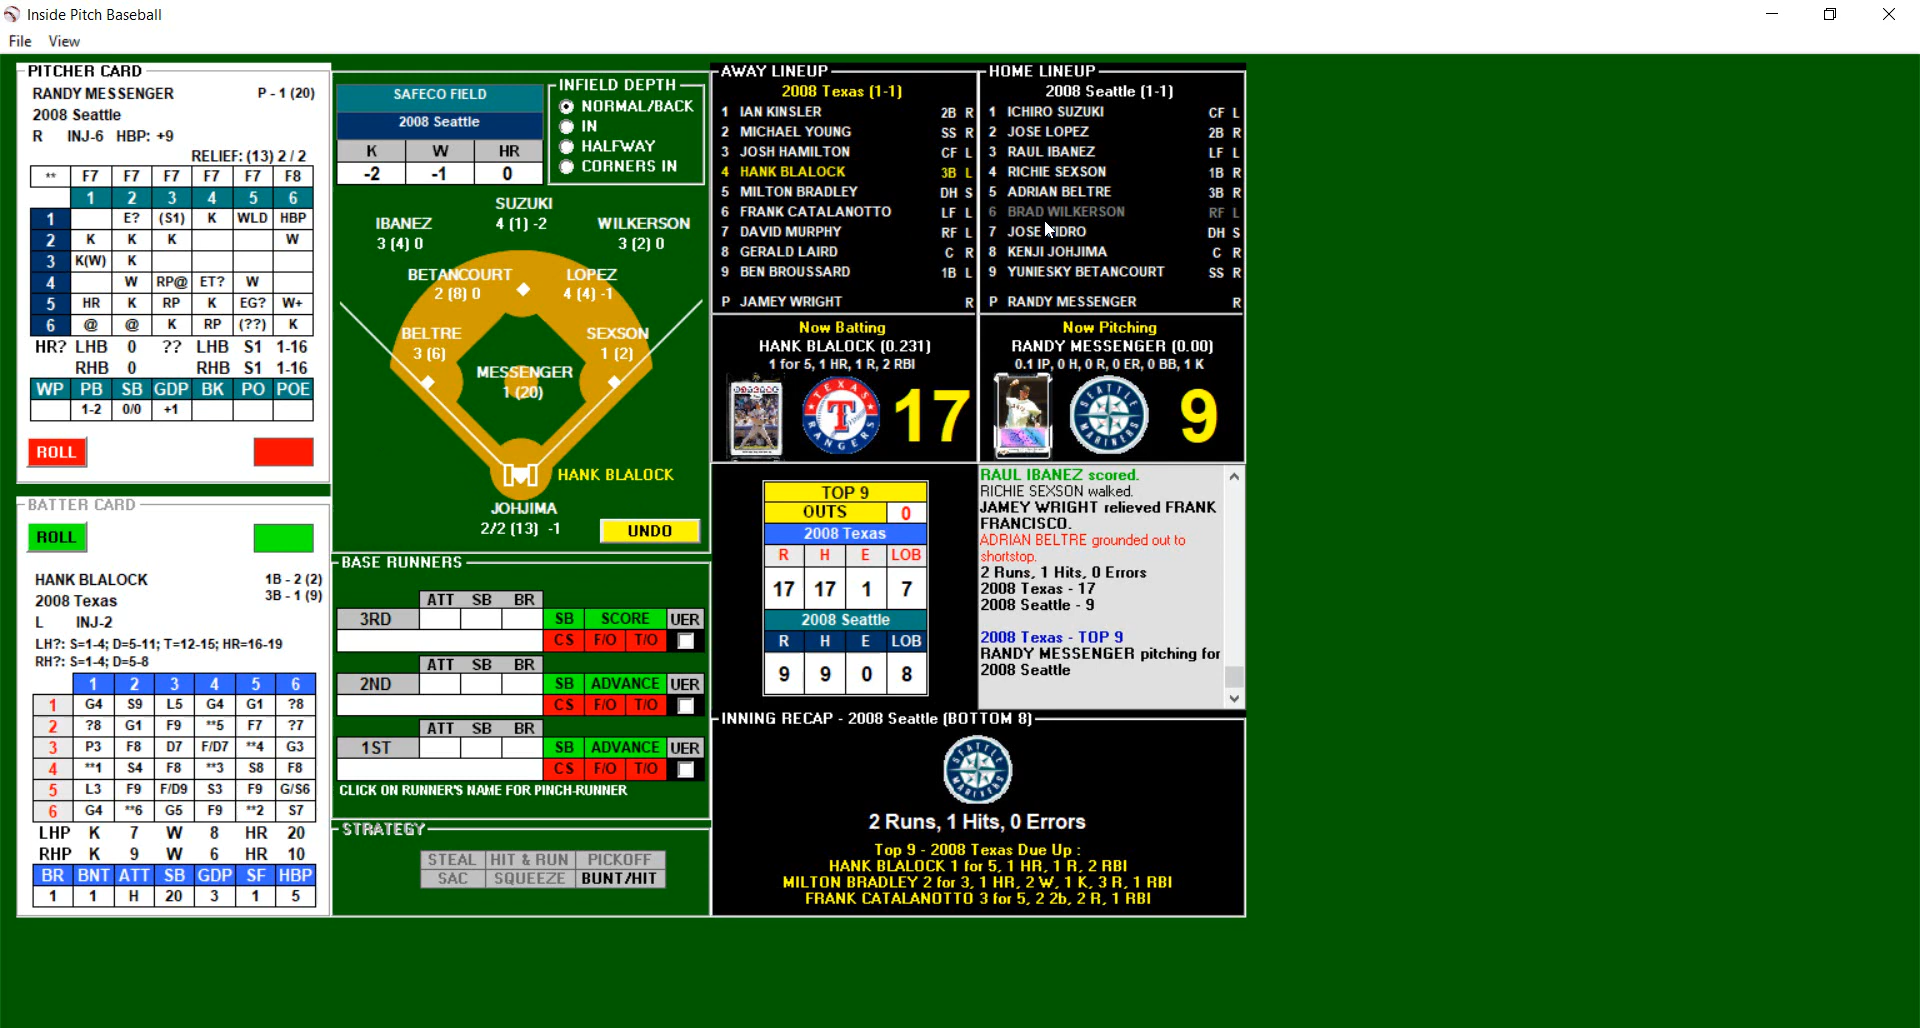 Inside Pitch Baseball
File View
PITCHER CARD
RANDY MESSENGER P - 1 (20)
2008 Seattle
R INJ-6 HBP: +9
RELIEF: (13) 2 / 2
** F7 F7 F7 F7 F7 F8
1 2 3 4 5 6
1 E? (S1) K WLD HBP
2 K K K W
3 K(W) K
4 W RP@ ET? W
5 HR K RP K EG? W+
6 @ @ K RP (??) K
HR? LHB 0 ?? LHB S1 1-16
RHB 0 RHB S1 1-16
WP PB SB GDP BK PO POE
1-2 0/0 +1
ROLL
BATTER CARD
ROLL
HANK BLALOCK 1B - 2 (2)
2008 Texas 3B - 1 (9)
L INJ-2
LH?: S=1-4; D=5-11; T=12-15; HR=16-19
RH?: S=1-4; D=5-8
1 2 3 4 5 6
1 G4 S9 L5 G4 G1 ?8
2 ?8 G1 F9 **5 F7 ?7
3 P3 F8 D7 F/D7 **4 G3
4 **1 S4 F8 **3 S8 F8
5 L3 F9 F/D9 S3 F9 G/S6
6 G4 **6 G5 F9 **2 S7
LHP K 7 W 8 HR 20
RHP K 9 W 6 HR 10
BR BNT ATT SB GDP SF HBP
1 1 H 20 3 1 5
SAFECO FIELD
2008 Seattle
K W HR
-2 -1 0
INFIELD DEPTH
NORMAL/BACK
IN
HALFWAY
CORNERS IN
SUZUKI
4 (1) -2
IBANEZ
3 (4) 0
WILKERSON
3 (2) 0
BETANCOURT
2 (8) 0
LOPEZ
4 (4) -1
BELTRE
3 (6)
SEXSON
1 (2)
MESSENGER
1 (20)
HANK BLALOCK
JOHJIMA
2/2 (13) -1
UNDO
BASE RUNNERS
ATT SB BR
3RD SB SCORE UER
CS F/O T/O
ATT SB BR
2ND SB ADVANCE UER
CS F/O T/O
ATT SB BR
1ST SB ADVANCE UER
CS F/O T/O
CLICK ON RUNNER'S NAME FOR PINCH-RUNNER
STRATEGY
STEAL HIT & RUN PICKOFF
SAC SQUEEZE BUNT/HIT
AWAY LINEUP
2008 Texas (1-1)
1 IAN KINSLER 2B R
2 MICHAEL YOUNG SS R
3 JOSH HAMILTON CF L
4 HANK BLALOCK 3B L
5 MILTON BRADLEY DH S
6 FRANK CATALANOTTO LF L
7 DAVID MURPHY RF L
8 GERALD LAIRD C R
9 BEN BROUSSARD 1B L
P JAMEY WRIGHT R
HOME LINEUP
2008 Seattle (1-1)
1 ICHIRO SUZUKI CF L
2 JOSE LOPEZ 2B R
3 RAUL IBANEZ LF L
4 RICHIE SEXSON 1B R
5 ADRIAN BELTRE 3B R
6 BRAD WILKERSON RF L
7 JOSE VIDRO DH S
8 KENJI JOHJIMA C R
9 YUNIESKY BETANCOURT SS R
P RANDY MESSENGER R
Now Batting
HANK BLALOCK (0.231)
1 for 5, 1 HR, 1 R, 2 RBI
TEXAS
T
RANGERS
17
Now Pitching
RANDY MESSENGER (0.00)
0.1 IP, 0 H, 0 R, 0 ER, 0 BB, 1 K
SEATTLE
MARINERS
9
TOP 9
OUTS 0
2008 Texas
R H E LOB
17 17 1 7
2008 Seattle
R H E LOB
9 9 0 8
RAUL IBANEZ scored.
RICHIE SEXSON walked.
JAMEY WRIGHT relieved FRANK
FRANCISCO.
ADRIAN BELTRE grounded out to
shortstop.
2 Runs, 1 Hits, 0 Errors
2008 Texas - 17
2008 Seattle - 9
2008 Texas - TOP 9
RANDY MESSENGER pitching for
2008 Seattle
INNING RECAP - 2008 Seattle (BOTTOM 8)
SEATTLE
MARINERS
2 Runs, 1 Hits, 0 Errors
Top 9 - 2008 Texas Due Up :
HANK BLALOCK 1 for 5, 1 HR, 1 R, 2 RBI
MILTON BRADLEY 2 for 3, 1 HR, 2 W, 1 K, 3 R, 1 RBI
FRANK CATALANOTTO 3 for 5, 2 2b, 2 R, 1 RBI